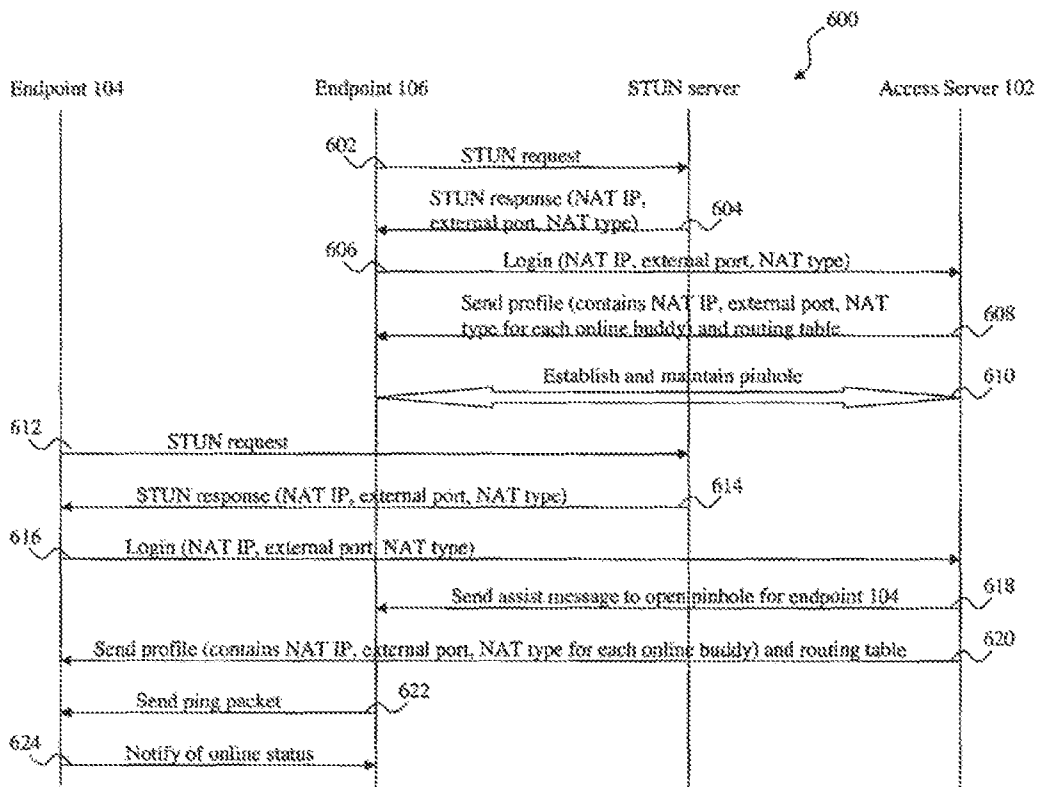 600
Endpoint 104
Endpoint 106
STUN server
Access Server 102
602
STUN request
STUN response (NAT IP,
external port, NAT type)
604
606
Login (NAT IP, external port, NAT type)
Send profile (contains NAT IP, external port, NAT
type for each online buddy) and routing table
608
Establish and maintain pinhole
610
612
STUN request
STUN response (NAT IP, external port, NAT type)
614
616
Login (NAT IP, external port, NAT type)
Send assist message to open pinhole for endpoint 104
618
Send profile (contains NAT IP, external port, NAT type for each online buddy) and routing table
620
Send ping packet
622
624
Notify of online status